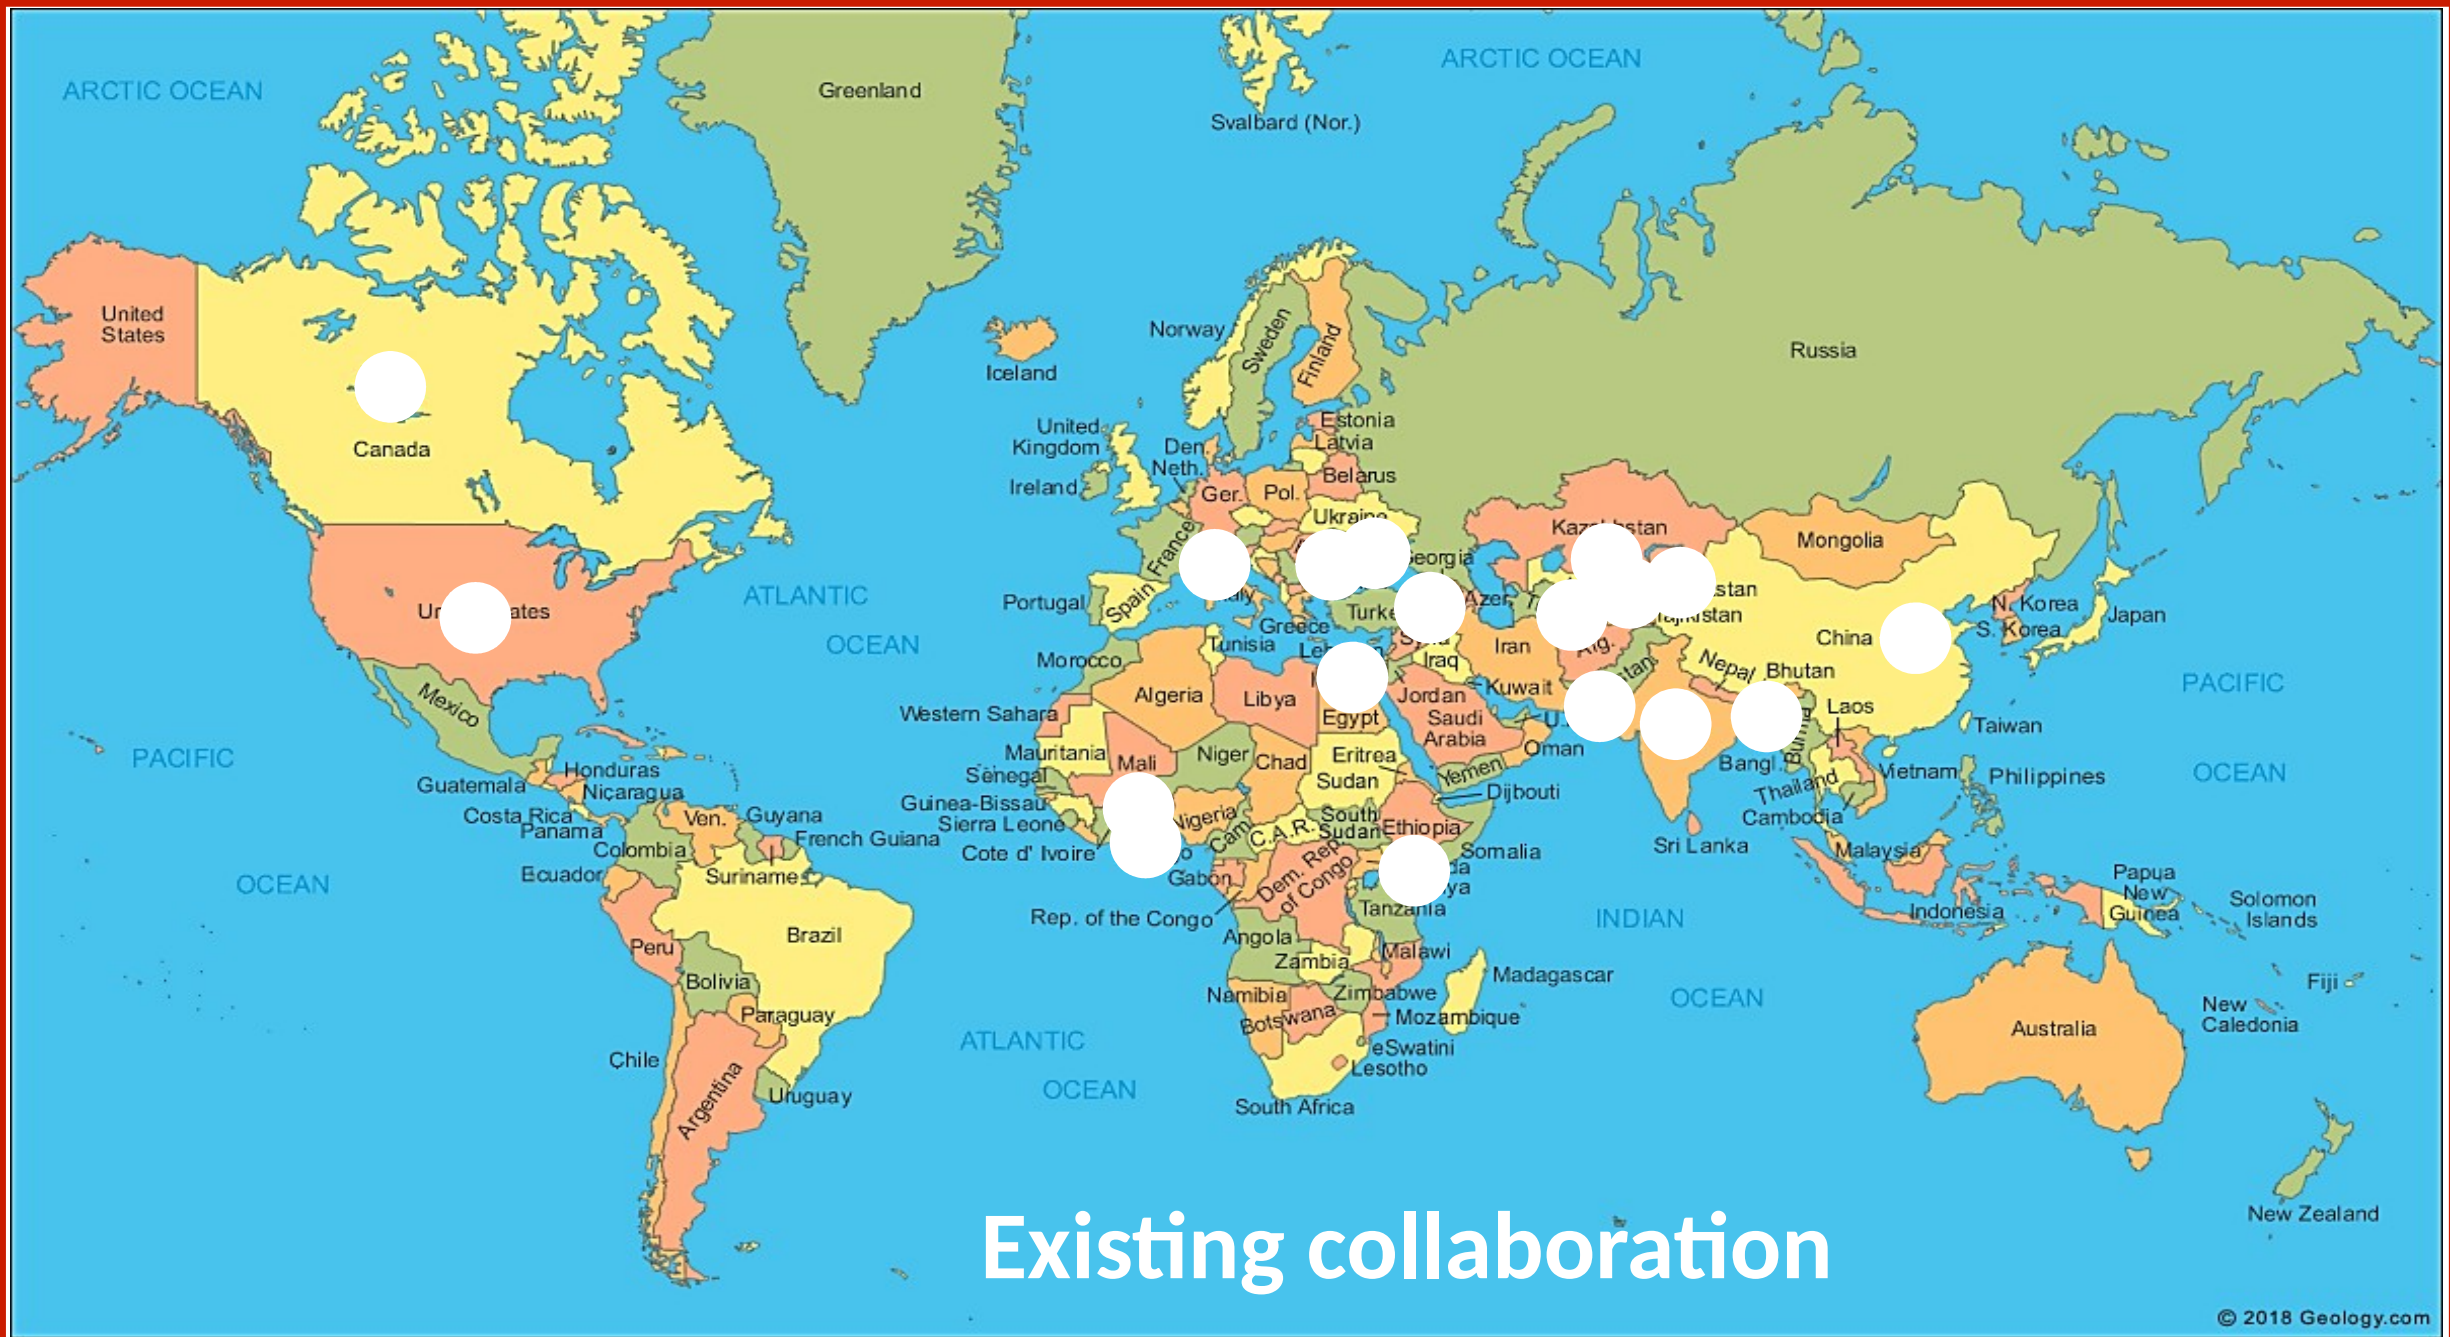 ARCTIC OCEAN
ARCTIC OCEAN
Greenland
Svalbard (Nor.)
United
States
Canada
Iceland
Norway
Sweden
Finland
Russia
Estonia
Latvia
Belarus
United
Kingdom
Ireland
Den.
Neth.
Ger.
Pol.
Ukraine
France
Portugal
Spain
Greece
Mongolia
China
N. Korea
S. Korea
Japan
Iran
Iraq
Kuwait
Jordan
Saudi
Arabia
Oman
Yemen
Nepal
Bhutan
Laos
Taiwan
Bangl.
Thailand
Vietnam
Cambodia
Philippines
Sri Lanka
Malaysia
Indonesia
Papua
New
Guinea
Solomon
Islands
Fiji
New
Caledonia
Australia
New Zealand
ATLANTIC
OCEAN
PACIFIC
OCEAN
PACIFIC
OCEAN
INDIAN
OCEAN
ATLANTIC
OCEAN
Mexico
Guatemala
Honduras
Nicaragua
Costa Rica
Panama
Ven.
Guyana
French Guiana
Colombia
Suriname
Ecuador
Peru
Brazil
Bolivia
Paraguay
Chile
Argentina
Uruguay
Morocco
Tunisia
Algeria
Libya
Egypt
Western Sahara
Mauritania
Mali
Niger
Chad
Eritrea
Sudan
Senegal
Guinea-Bissau
Sierra Leone
Cote d' Ivoire
Nigeria
Cam.
C.A.R.
South
Sudan
Ethiopia
Djibouti
Somalia
Gabon
Rep. of the Congo
Dem. Rep.
of Congo
Tanzania
Angola
Zambia
Malawi
Madagascar
Namibia
Botswana
Zimbabwe
Mozambique
eSwatini
Lesotho
South Africa
Existing collaboration
© 2018 Geology.com